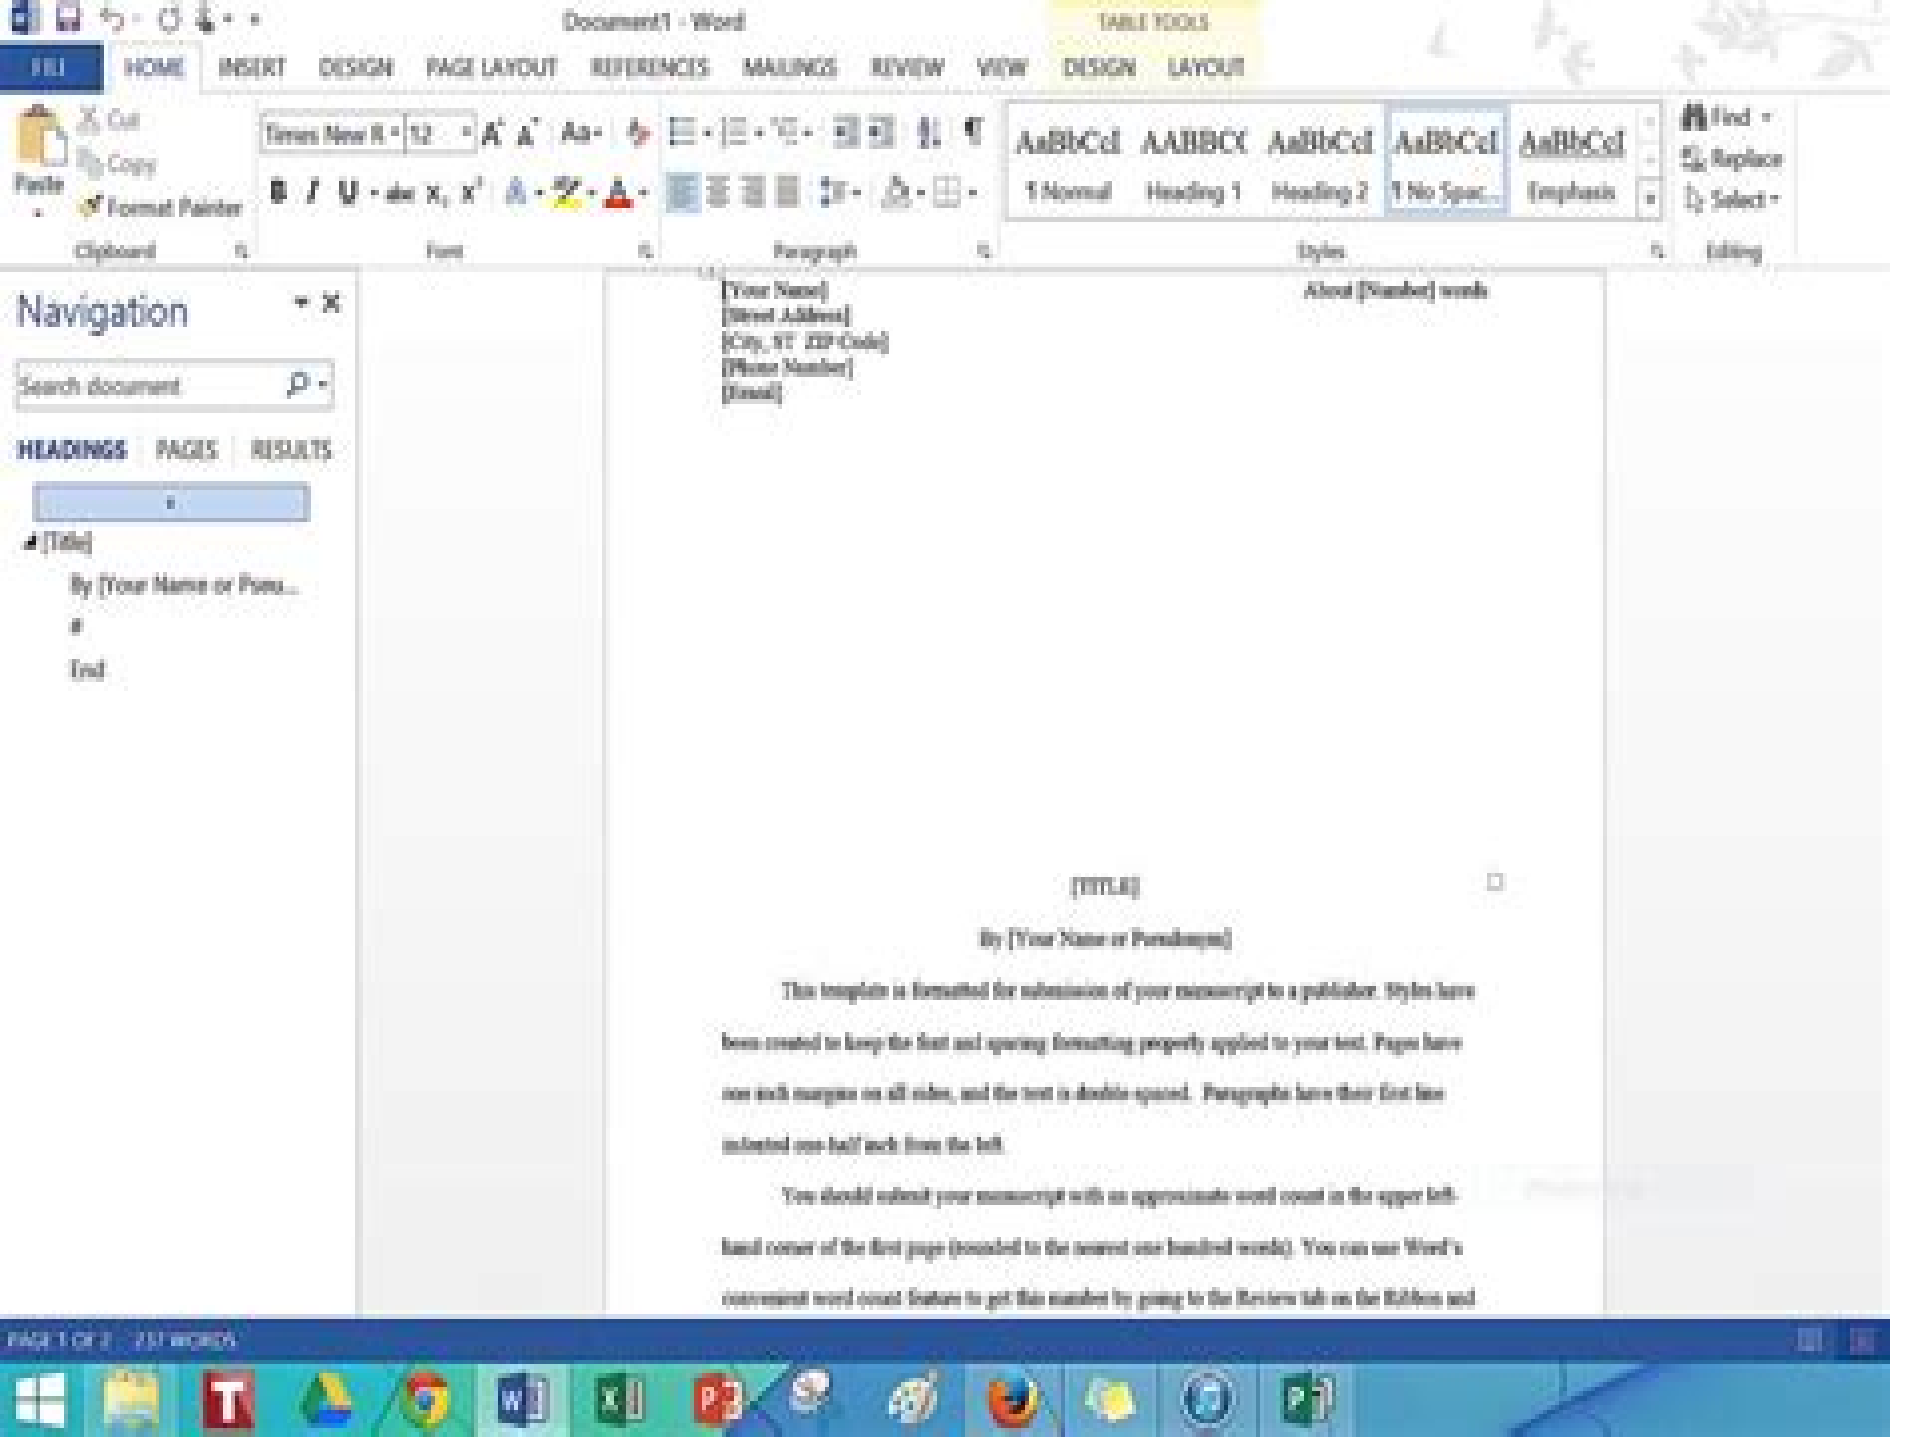 Document1 - Word
TABLE TOOLS
FILE HOME INSERT DESIGN PAGE LAYOUT REFERENCES MAILINGS REVIEW VIEW DESIGN LAYOUT
Cut
Copy
Paste
Format Painter
Times New R 12
AaBbCcI AABBCC AaBbCcI AaBbCcI AaBbCcI
¶ Normal Heading 1 Heading 2 ¶ No Spac... Emphasis
Find
Replace
Select
Clipboard Font Paragraph Styles Editing
Navigation
Search document
HEADINGS PAGES RESULTS
[Title]
By [Your Name or Pseu...
#
End
[Your Name] About [Number] words
[Street Address]
[City, ST ZIP Code]
[Phone Number]
[Email]
[TITLE]
By [Your Name or Pseudonym]
This template is formatted for submission of your manuscript to a publisher. Styles have
been created to keep the font and spacing formatting properly applied to your text. Pages have
one inch margins on all sides, and the text is double-spaced. Paragraphs have their first line
indented one-half inch from the left.
You should submit your manuscript with an approximate word count in the upper left-
hand corner of the first page (rounded to the nearest one hundred words). You can use Word's
convenient word count feature to get this number by going to the Review tab on the Ribbon and
PAGE 1 OF 2 237 WORDS